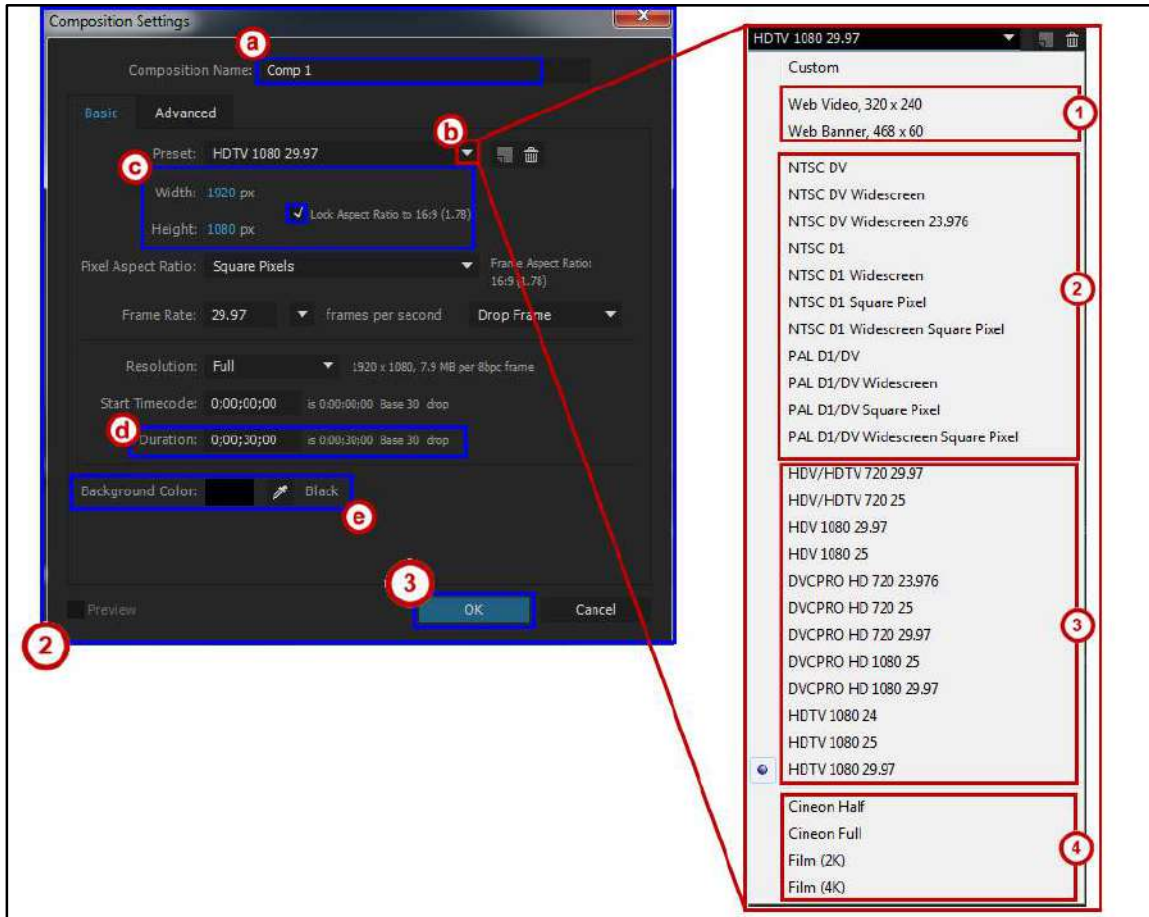 Composition Settings
a
Composition Name: Comp 1
Basic Advanced
b
Preset: HDTV 1080 29.97
c
Width: 1920 px
Lock Aspect Ratio to 16:9 (1.78)
Height: 1080 px
Pixel Aspect Ratio: Square Pixels
Frame Aspect Ratio:
16:9 (1.78)
Frame Rate: 29.97 frames per second Drop Frame
Resolution: Full 1920 x 1080, 7.9 MB per 8bpc frame
Start Timecode: 0;00;00;00 is 0;00;00;00 Base 30 drop
d
Duration: 0;00;30;00 is 0;00;30;00 Base 30 drop
Background Color: Black
e
3
Preview OK Cancel
2
HDTV 1080 29.97
Custom
Web Video, 320 x 240
Web Banner, 468 x 60
1
NTSC DV
NTSC DV Widescreen
NTSC DV Widescreen 23.976
NTSC D1
NTSC D1 Widescreen
NTSC D1 Square Pixel
NTSC D1 Widescreen Square Pixel
PAL D1/DV
PAL D1/DV Widescreen
PAL D1/DV Square Pixel
PAL D1/DV Widescreen Square Pixel
2
HDV/HDTV 720 29.97
HDV/HDTV 720 25
HDV 1080 29.97
HDV 1080 25
DVCPRO HD 720 23.976
DVCPRO HD 720 25
DVCPRO HD 720 29.97
DVCPRO HD 1080 25
DVCPRO HD 1080 29.97
HDTV 1080 24
HDTV 1080 25
HDTV 1080 29.97
3
Cineon Half
Cineon Full
Film (2K)
Film (4K)
4